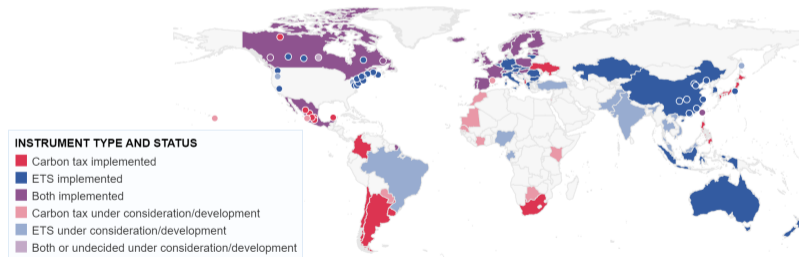 INSTRUMENT TYPE AND STATUS
Carbon tax implemented
ETS implemented
Both implemented
Carbon tax under consideration/development
ETS under consideration/development
Both or undecided under consideration/development